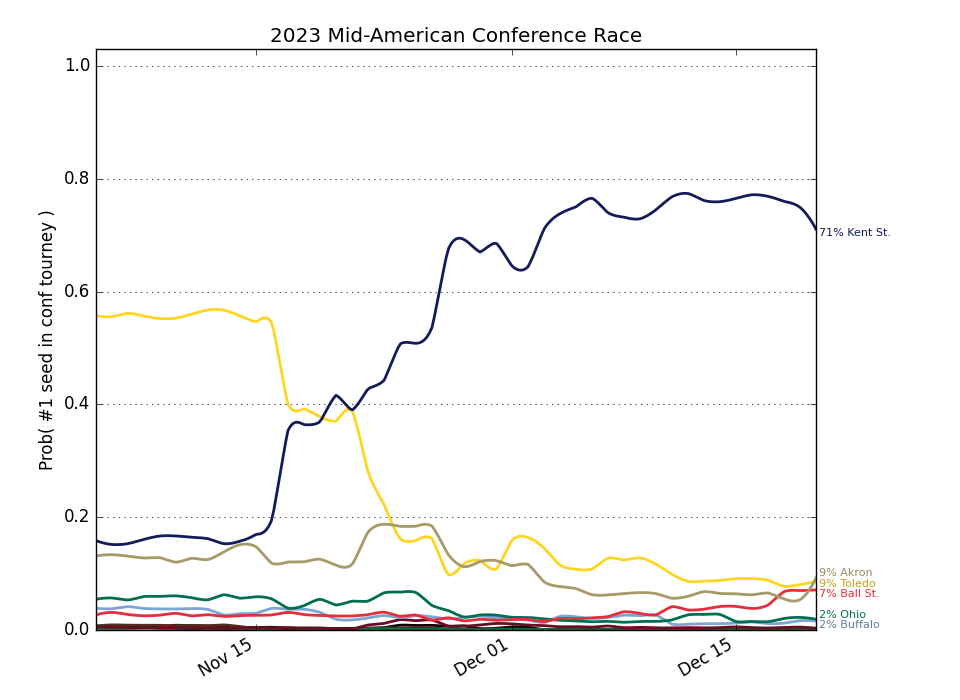 2023 Mid-American Conference Race
Prob( #1 seed in conf tourney )
1.0
0.8
0.6
0.4
0.2
0.0
Nov 15
Dec 01
Dec 15
71% Kent St.
9% Akron
9% Toledo
7% Ball St.
2% Ohio
2% Buffalo